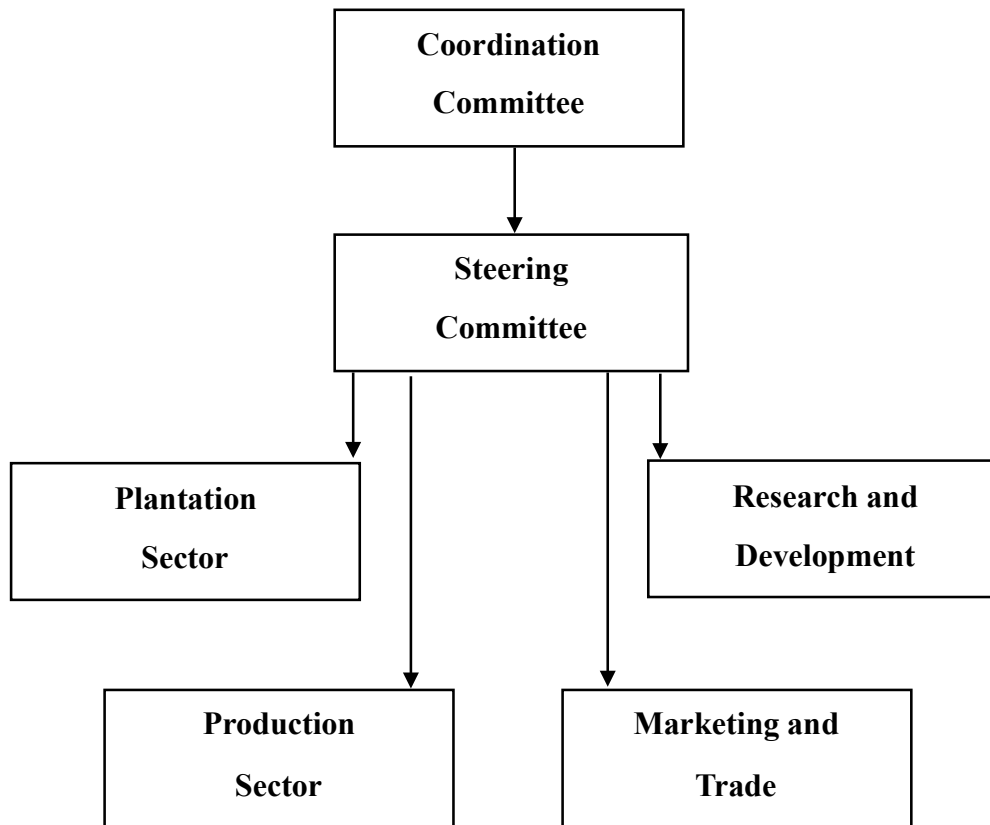 Coordination
Committee
Steering
Committee
Plantation
Sector
Research and
Development
Production
Sector
Marketing and
Trade